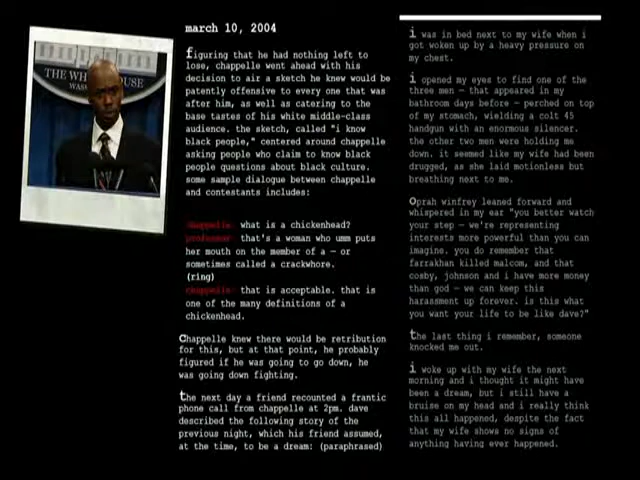 THE WHITE HOUSE
WAS
march 10, 2004
figuring that he had nothing left to
lose, chappelle went ahead with his
decision to air a sketch he knew would be
patently offensive to every one that was
after him, as well as catering to the
base tastes of his white middle-class
audience. the sketch, called "i know
black people," centered around chappelle
asking people who claim to know black
people questions about black culture.
some sample dialogue between chappelle
and contestants includes:
chappelle: what is a chickenhead?
professor: that's a woman who umm puts
her mouth on the member of a — or
sometimes called a crackwhore.
(ring)
chappelle: that is acceptable. that is
one of the many definitions of a
chickenhead.
Chappelle knew there would be retribution
for this, but at that point, he probably
figured if he was going to go down, he
was going down fighting.
the next day a friend recounted a frantic
phone call from chappelle at 2pm. dave
described the following story of the
previous night, which his friend assumed,
at the time, to be a dream: (paraphrased)
i was in bed next to my wife when i
got woken up by a heavy pressure on
my chest.
i opened my eyes to find one of the
three men — that appeared in my
bathroom days before — perched on top
of my stomach, wielding a colt 45
handgun with an enormous silencer.
the other two men were holding me
down. it seemed like my wife had been
drugged, as she laid motionless but
breathing next to me.
Oprah winfrey leaned forward and
whispered in my ear "you better watch
your step — we're representing
interests more powerful than you can
imagine. you do remember that
farrakhan killed malcom, and that
cosby, johnson and i have more money
than god — we can keep this
harassment up forever. is this what
you want your life to be like dave?"
the last thing i remember, someone
knocked me out.
i woke up with my wife the next
morning and i thought it might have
been a dream, but i still have a
bruise on my head and i really think
this all happened, despite the fact
that my wife shows no signs of
anything having ever happened.